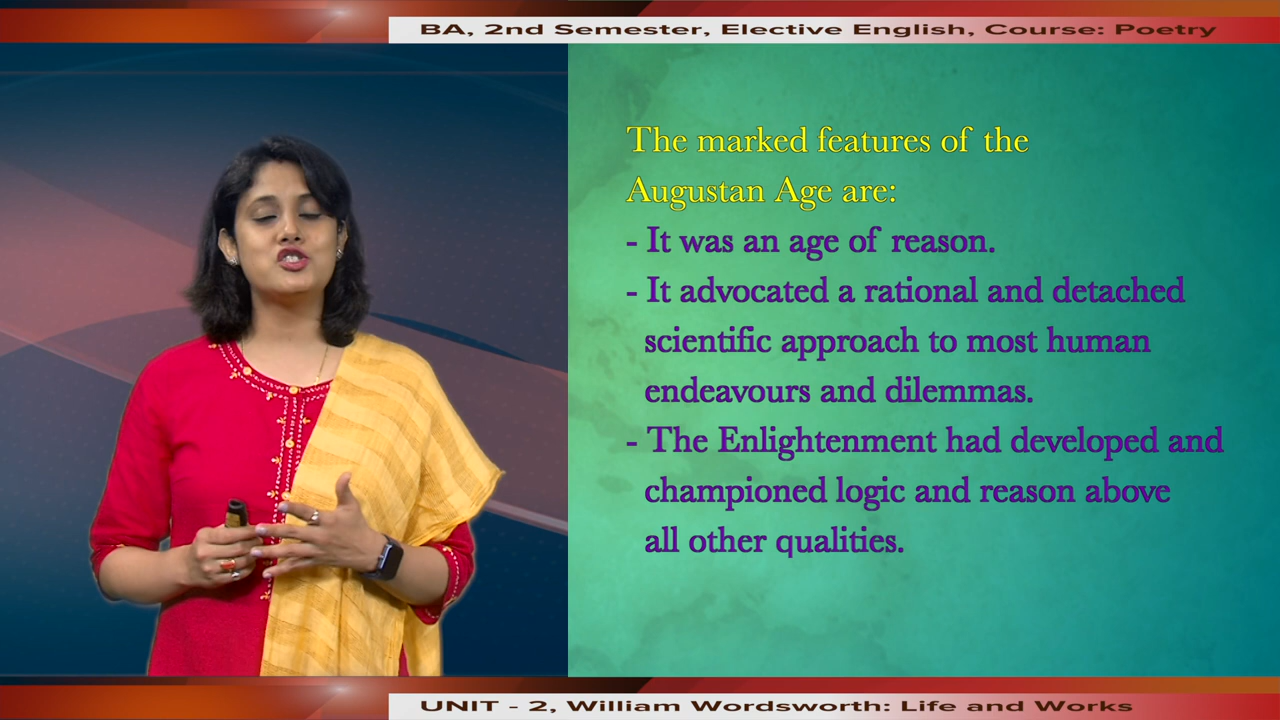 BA, 2nd Semester, Elective English, Course: Poetry
The marked features of the
Augustan Age are:
- It was an age of reason.
- It advocated a rational and detached
scientific approach to most human
endeavours and dilemmas.
- The Enlightenment had developed and
championed logic and reason above
all other qualities.
UNIT - 2, William Wordsworth: Life and Works